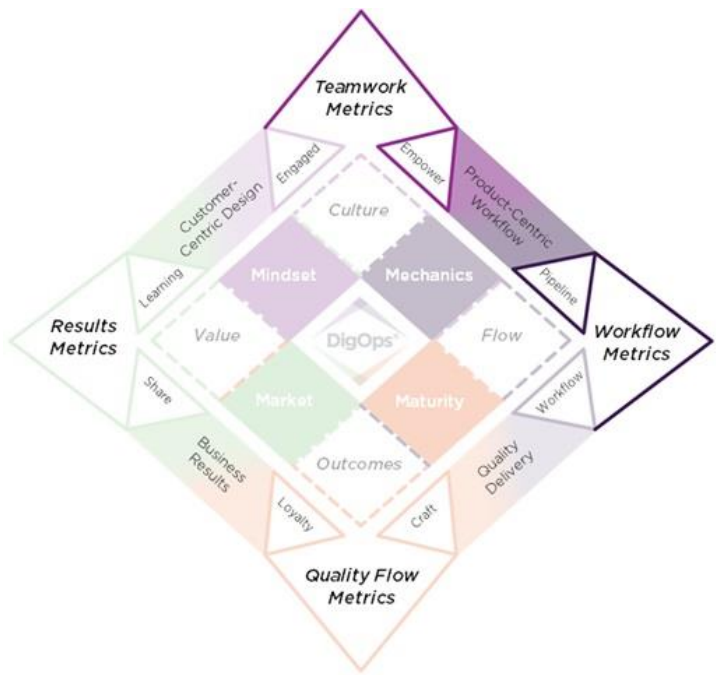 Teamwork
Metrics
Engaged
Empower
Customer-
Centric Design
Product-Centric
Workflow
Culture
Mindset
Mechanics
Learning
Pipeline
Results
Metrics
Value
DigOps
Flow
Workflow
Metrics
Share
Market
Maturity
Workflow
Business
Results
Outcomes
Quality
Delivery
Loyalty
Craft
Quality Flow
Metrics